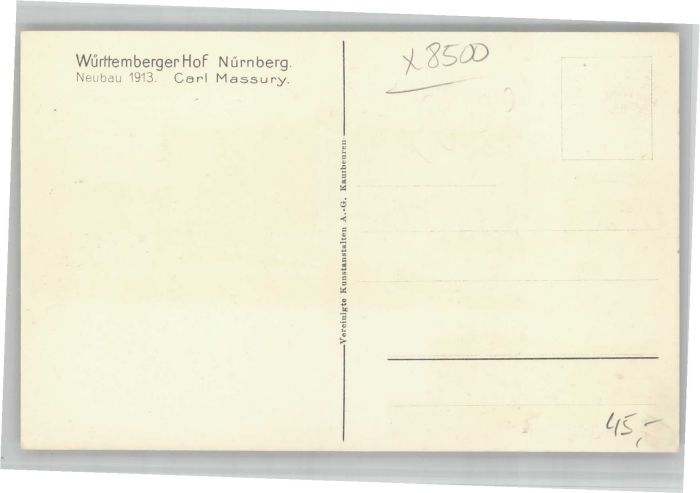 Württemberger Hof Nürnberg.
Neubau 1913. Carl Massury.
Vereinigte Kunstanstalten A.-G. Kaufbeuren.
x 8500
45,-